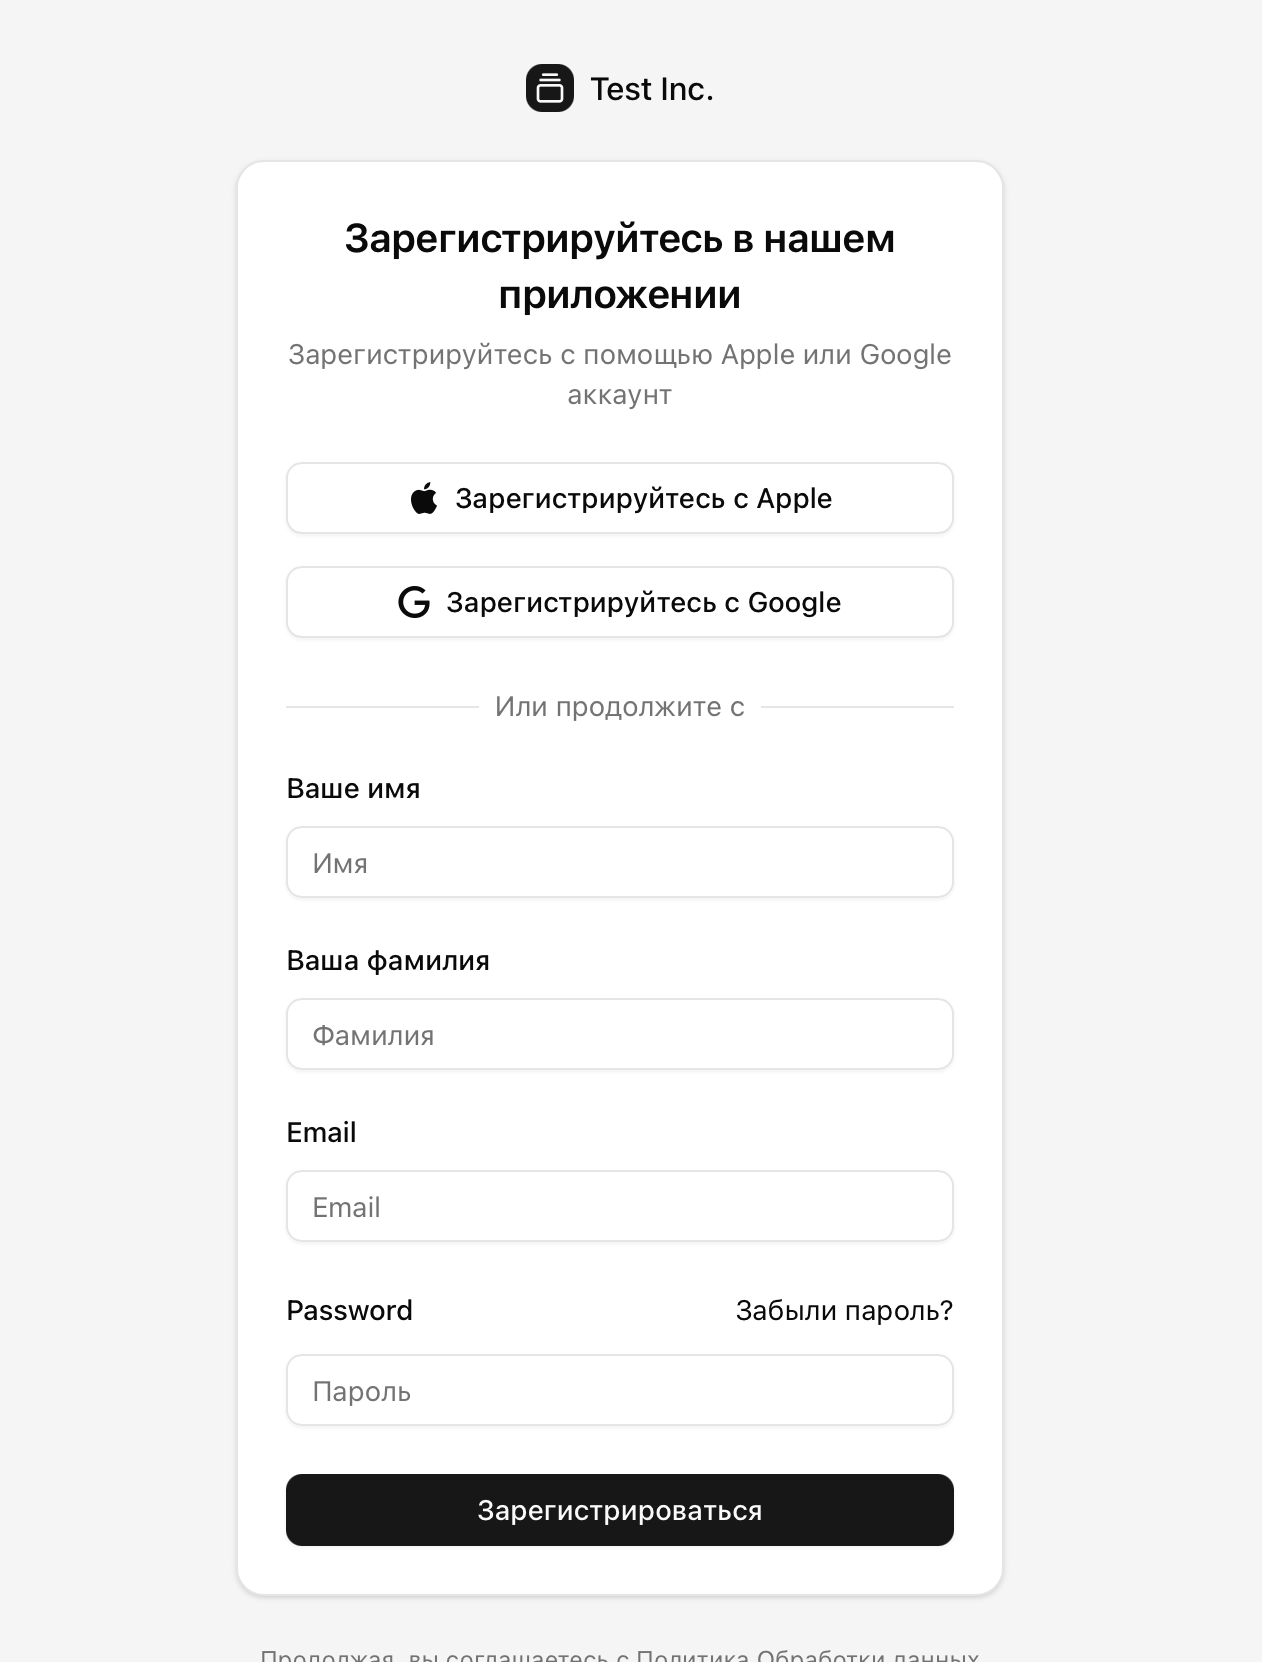 Test Inc.
Зарегистрируйтесь в нашем
приложении
Зарегистрируйтесь с помощью Apple или Google
аккаунт
Зарегистрируйтесь с Apple
Зарегистрируйтесь с Google
Или продолжите с
Ваше имя
Имя
Ваша фамилия
Фамилия
Email
Email
Password Забыли пароль?
Пароль
Зарегистрироваться
Продолжая, вы соглашаетесь с Политика Обработки данных